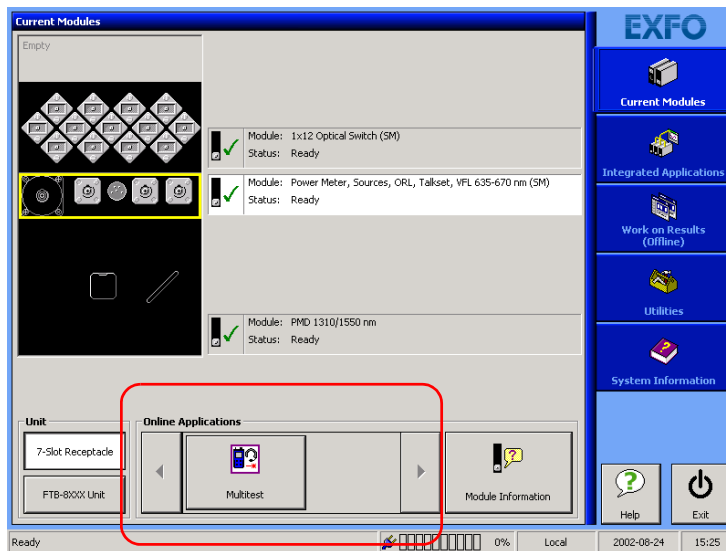 Current Modules
EXFO
Empty
Current Modules
Module: 1x12 Optical Switch (SM)
Status: Ready
Integrated Applications
Module: Power Meter, Sources, ORL, Talkset, VFL 635-670 nm (SM)
Status: Ready
Work on Results
(Offline)
Utilities
Module: PMD 1310/1550 nm
Status: Ready
System Information
Unit
Online Applications
7-Slot Receptacle
FTB-8XXX Unit
Multitest
Module Information
Help
Exit
Ready
0%
Local
2002-08-24
15:25